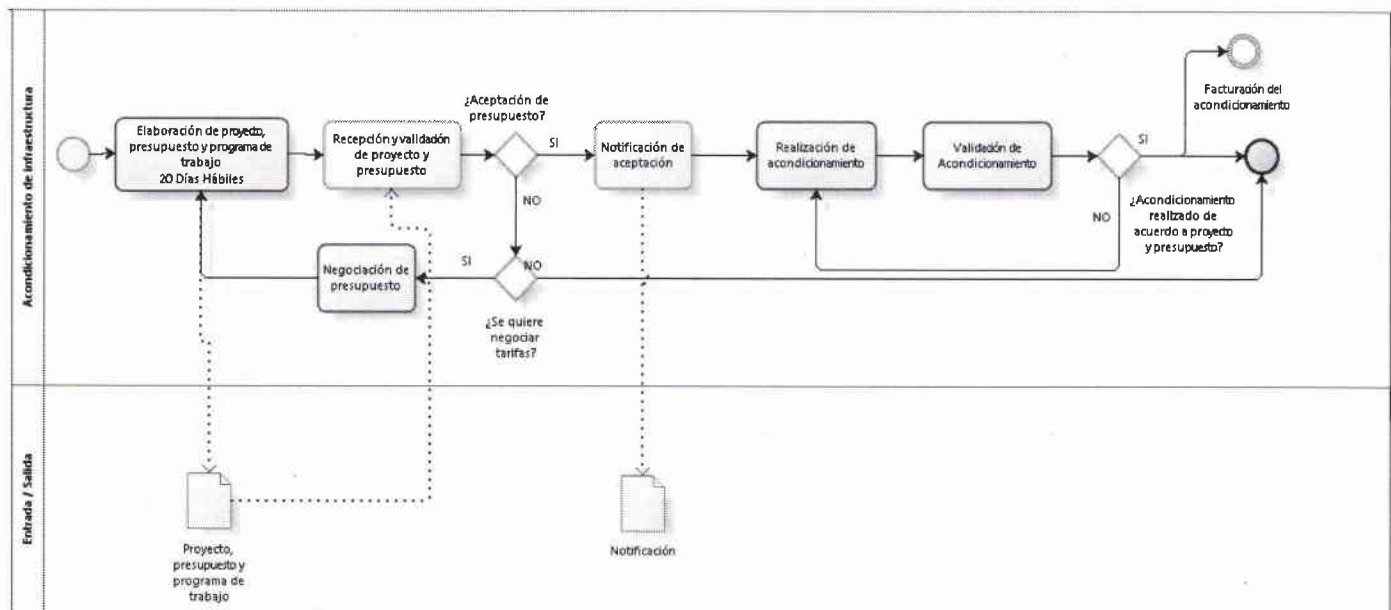 Acondicionamiento de infraestructura
Elaboración de proyecto,
presupuesto y programa de
trabajo
20 Días Hábiles
Recepción y validación
de proyecto y
presupuesto
¿Aceptación de
presupuesto?
SI
NO
Notificación de
aceptación
Realización de
acondicionamiento
Validación de
Acondicionamiento
SI
NO
Facturación del
acondicionamiento
¿Acondicionamiento
realizado de
acuerdo a proyecto
y presupuesto?
Negociación de
presupuesto
SI
NO
¿Se quiere
negociar
tarifas?
Entrada / Salida
Proyecto,
presupuesto y
programa de
trabajo
Notificación